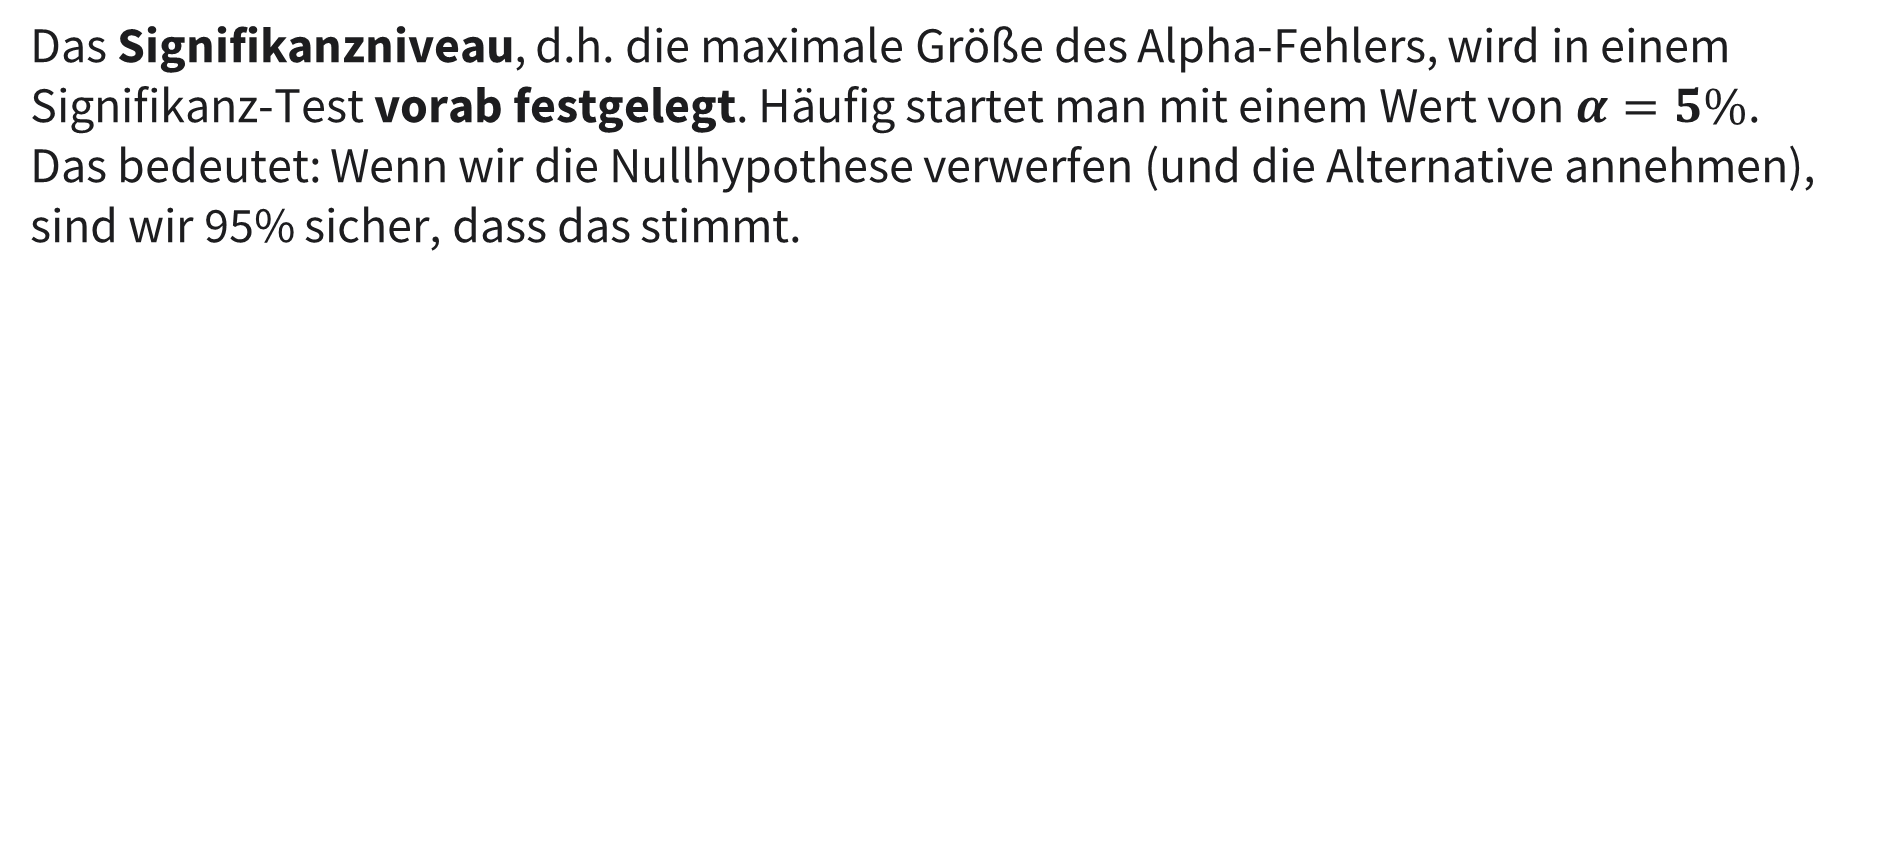 Das Signifikanzniveau, d.h. die maximale Größe des Alpha-Fehlers, wird in einem
Signifikanz-Test vorab festgelegt. Häufig startet man mit einem Wert von α = 5%.
Das bedeutet: Wenn wir die Nullhypothese verwerfen (und die Alternative annehmen),
sind wir 95% sicher, dass das stimmt.